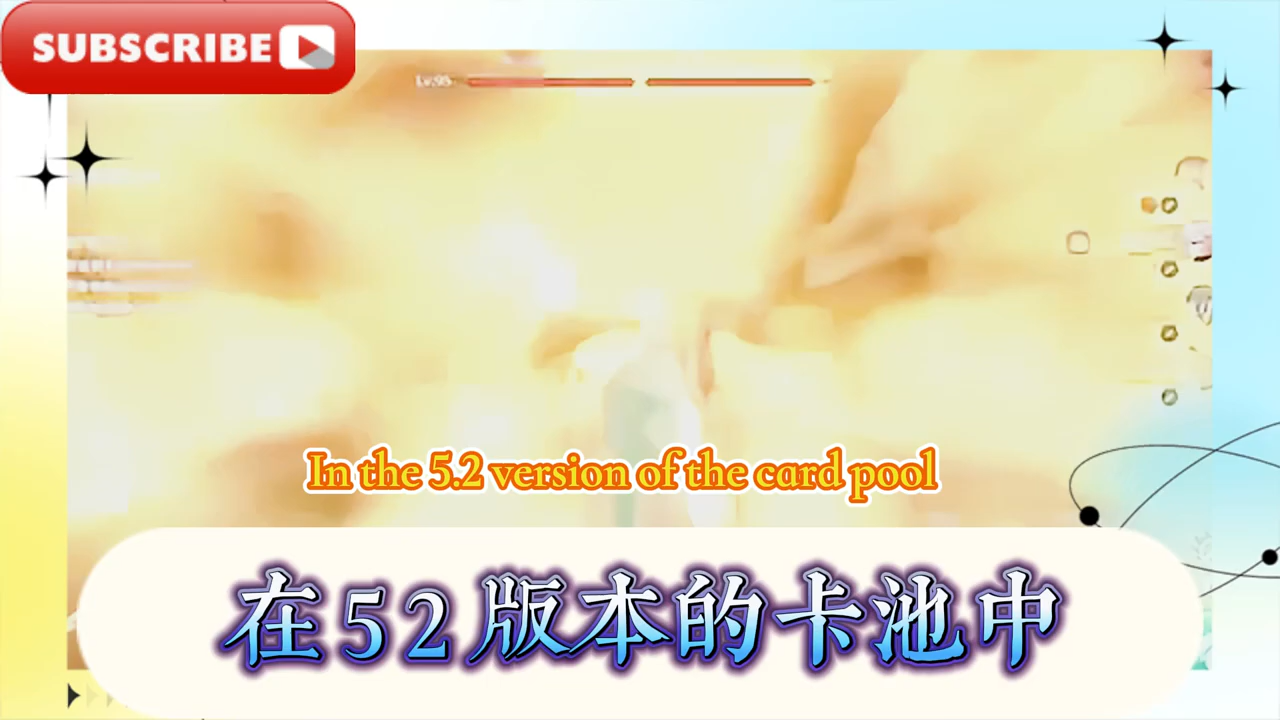 SUBSCRIBE
Lv.95
In the 5.2 version of the card pool
在52版本的卡池中